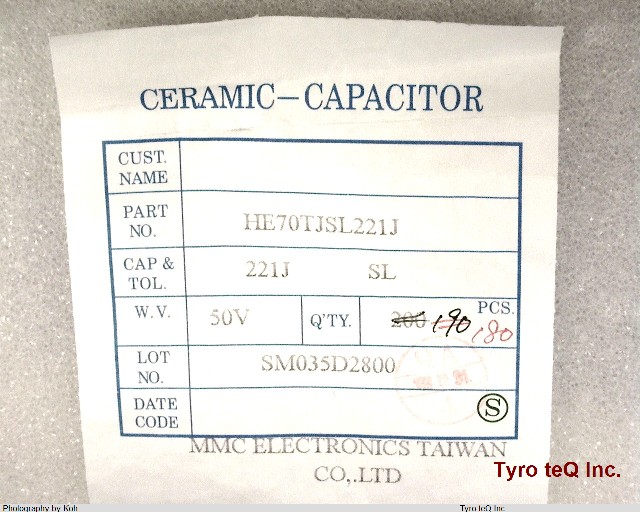 CERAMIC-CAPACITOR
CUST. NAME
PART NO. HE70TJSL221J
CAP & TOL. 221J SL
W.V. 50V Q'TY. 200 190 180 PCS.
LOT NO. SM035D2800
DATE CODE S
MMC ELECTRONICS TAIWAN
CO,.LTD
Tyro teQ Inc.
Photography by Koh Tyro teQ Inc